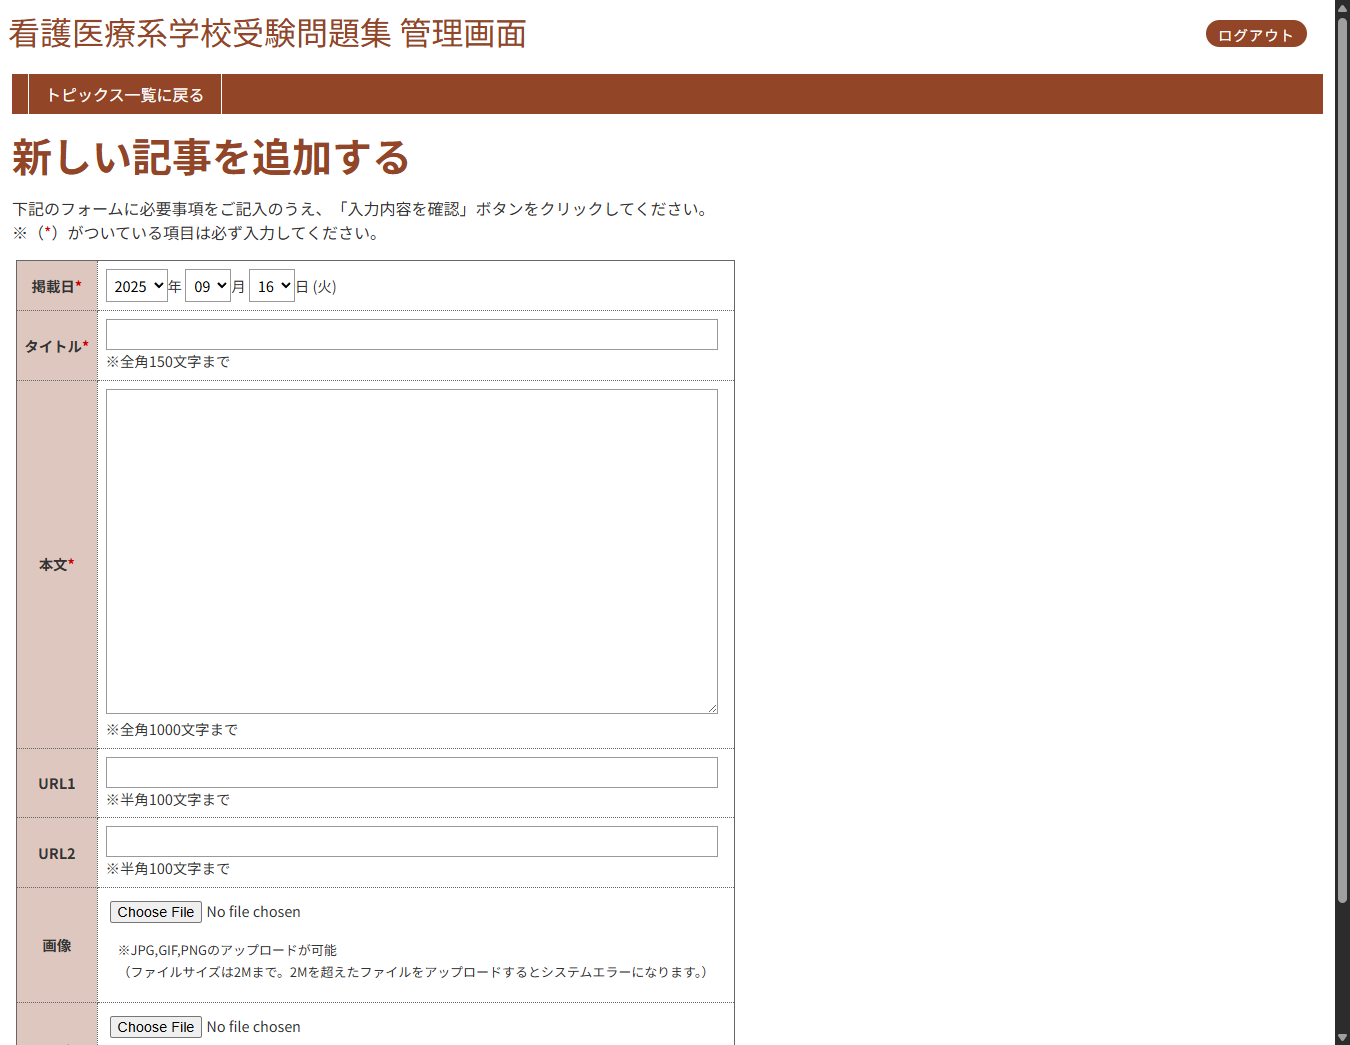 看護医療系学校受験問題集 管理画面
ログアウト
トピックス一覧に戻る
新しい記事を追加する
下記のフォームに必要事項をご記入のうえ、「入力内容を確認」ボタンをクリックしてください。
※（*）がついている項目は必ず入力してください。
掲載日* 2025 年 09 月 16 日 (火)
タイトル*
※全角150文字まで
本文*
※全角1000文字まで
URL1
※半角100文字まで
URL2
※半角100文字まで
画像
Choose File No file chosen
※JPG,GIF,PNGのアップロードが可能
（ファイルサイズは2Mまで。2Mを超えたファイルをアップロードするとシステムエラーになります。）
Choose File No file chosen